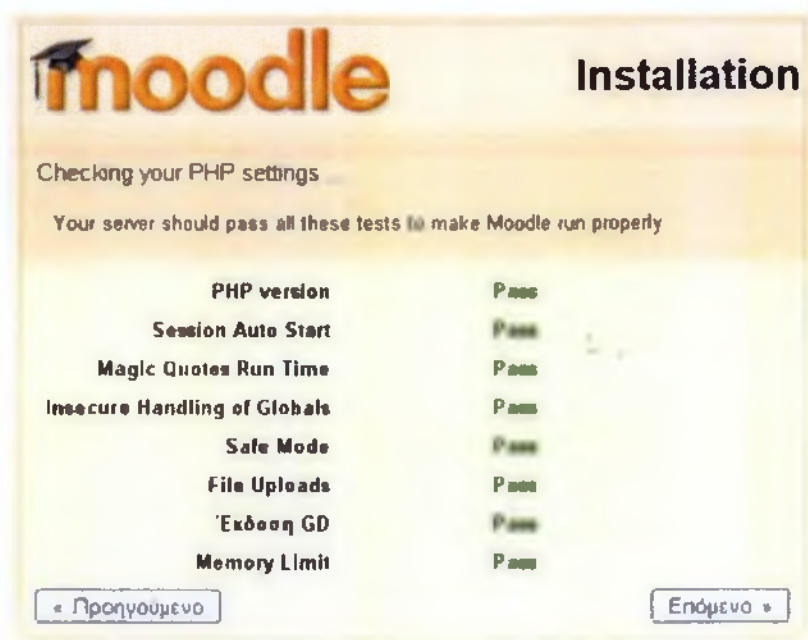 moodle
Installation
Checking your PHP settings ...
Your server should pass all these tests to make Moodle run properly
PHP version Pass
Session Auto Start Pass
Magic Quotes Run Time Pass
Insecure Handling of Globals Pass
Safe Mode Pass
File Uploads Pass
Έκδοση GD Pass
Memory Limit Pass
« Προηγούμενο
Επόμενο »